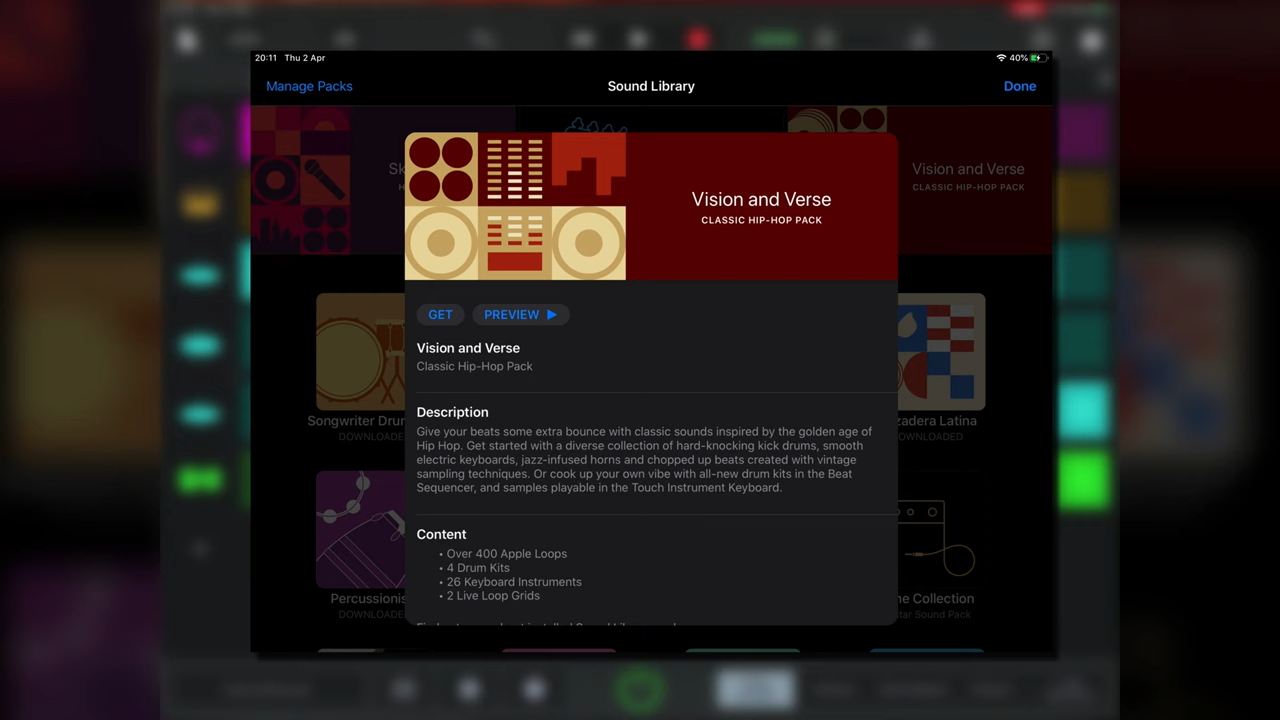 20:11 Thu 2 Apr
40%
Manage Packs
Sound Library
Done
Sk
Vision and Verse
CLASSIC HIP-HOP PACK
Vision and Verse
CLASSIC HIP-HOP PACK
GET
PREVIEW
Vision and Verse
Classic Hip-Hop Pack
Description
Give your beats some extra bounce with classic sounds inspired by the golden age of
Hip Hop. Get started with a diverse collection of hard-knocking kick drums, smooth
electric keyboards, jazz-infused horns and chopped up beats created with vintage
sampling techniques. Or cook up your own vibe with all-new drum kits in the Beat
Sequencer, and samples playable in the Touch Instrument Keyboard.
Content
• Over 400 Apple Loops
• 4 Drum Kits
• 26 Keyboard Instruments
• 2 Live Loop Grids
Songwriter Dru
DOWNLOADE
zadera Latina
OWNLOADED
Percussionis
DOWNLOADE
ne Collection
tar Sound Pack